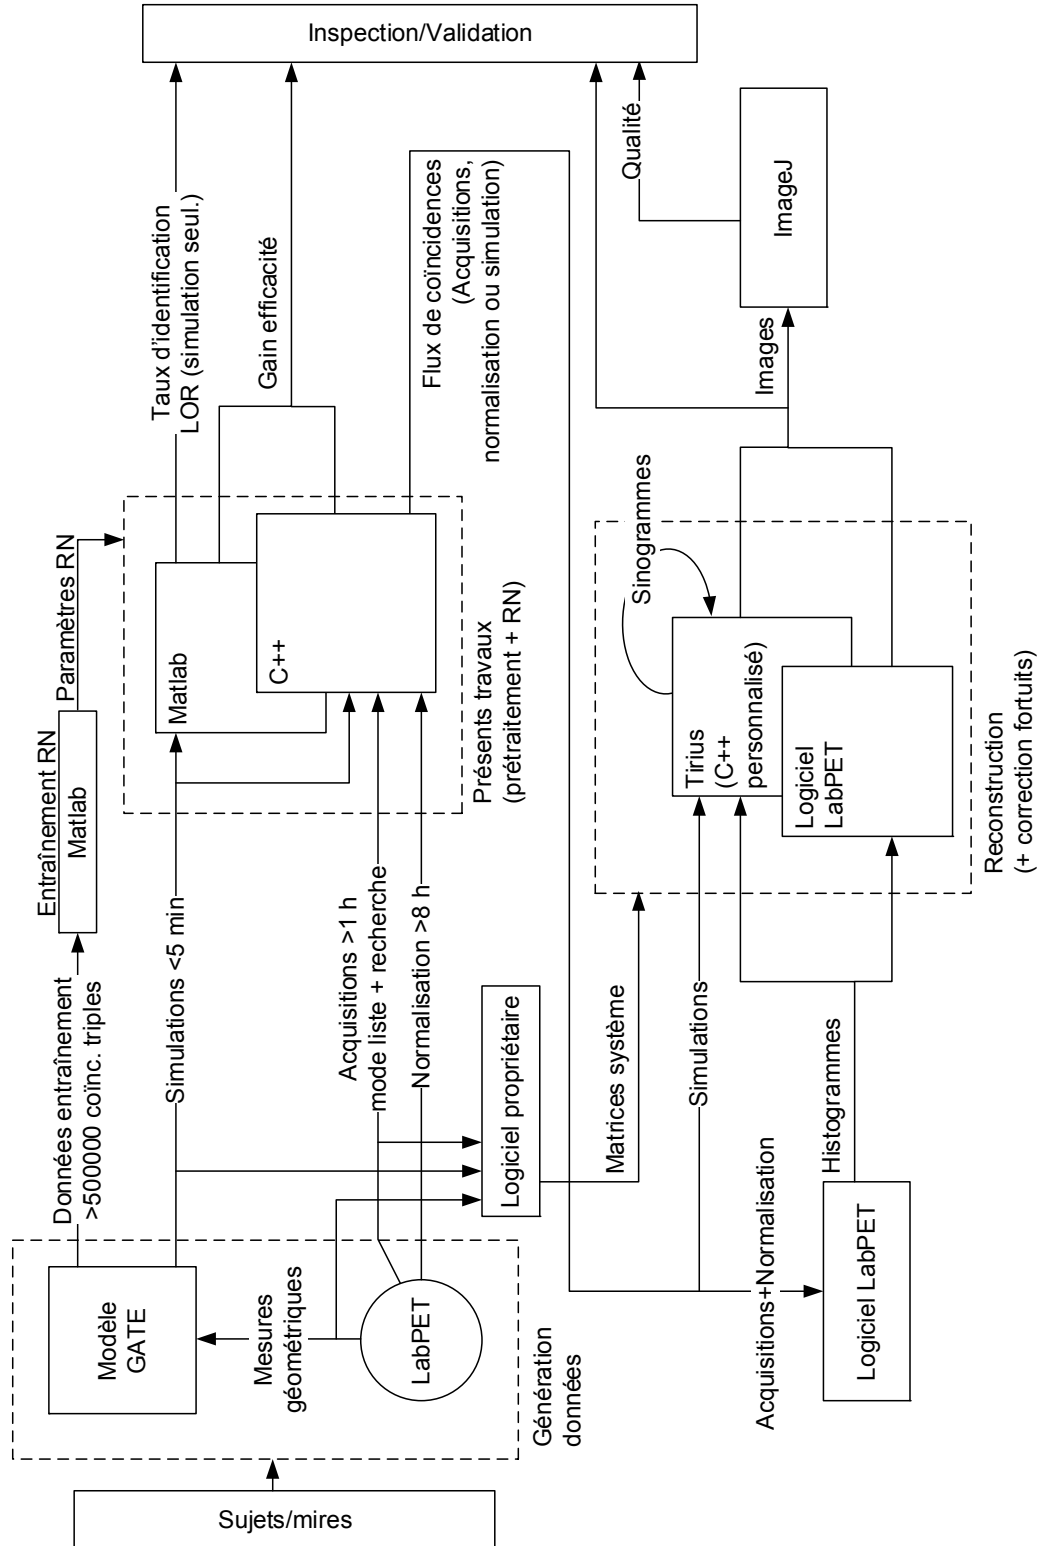 Inspection/Validation
Taux d'identification
LOR (simulation seul.)
Gain efficacité
Flux de coïncidences
(Acquisitions,
normalisation ou simulation)
Qualité
ImageJ
Images
Entraînement RN
Matlab
Paramètres RN
Matlab
C++
Présents travaux
(prétraitement + RN)
Sinogrammes
Tirius
(C++
personnalisé)
Logiciel
LabPET
Reconstruction
(+ correction fortuits)
Données entraînement
>500000 coïnc. triples
Simulations <5 min
Acquisitions >1 h
mode liste + recherche
Normalisation >8 h
Logiciel propriétaire
Matrices système
Simulations
Histogrammes
Acquisitions+Normalisation
Logiciel LabPET
Modèle
GATE
Mesures
géométriques
LabPET
Génération
données
Sujets/mires